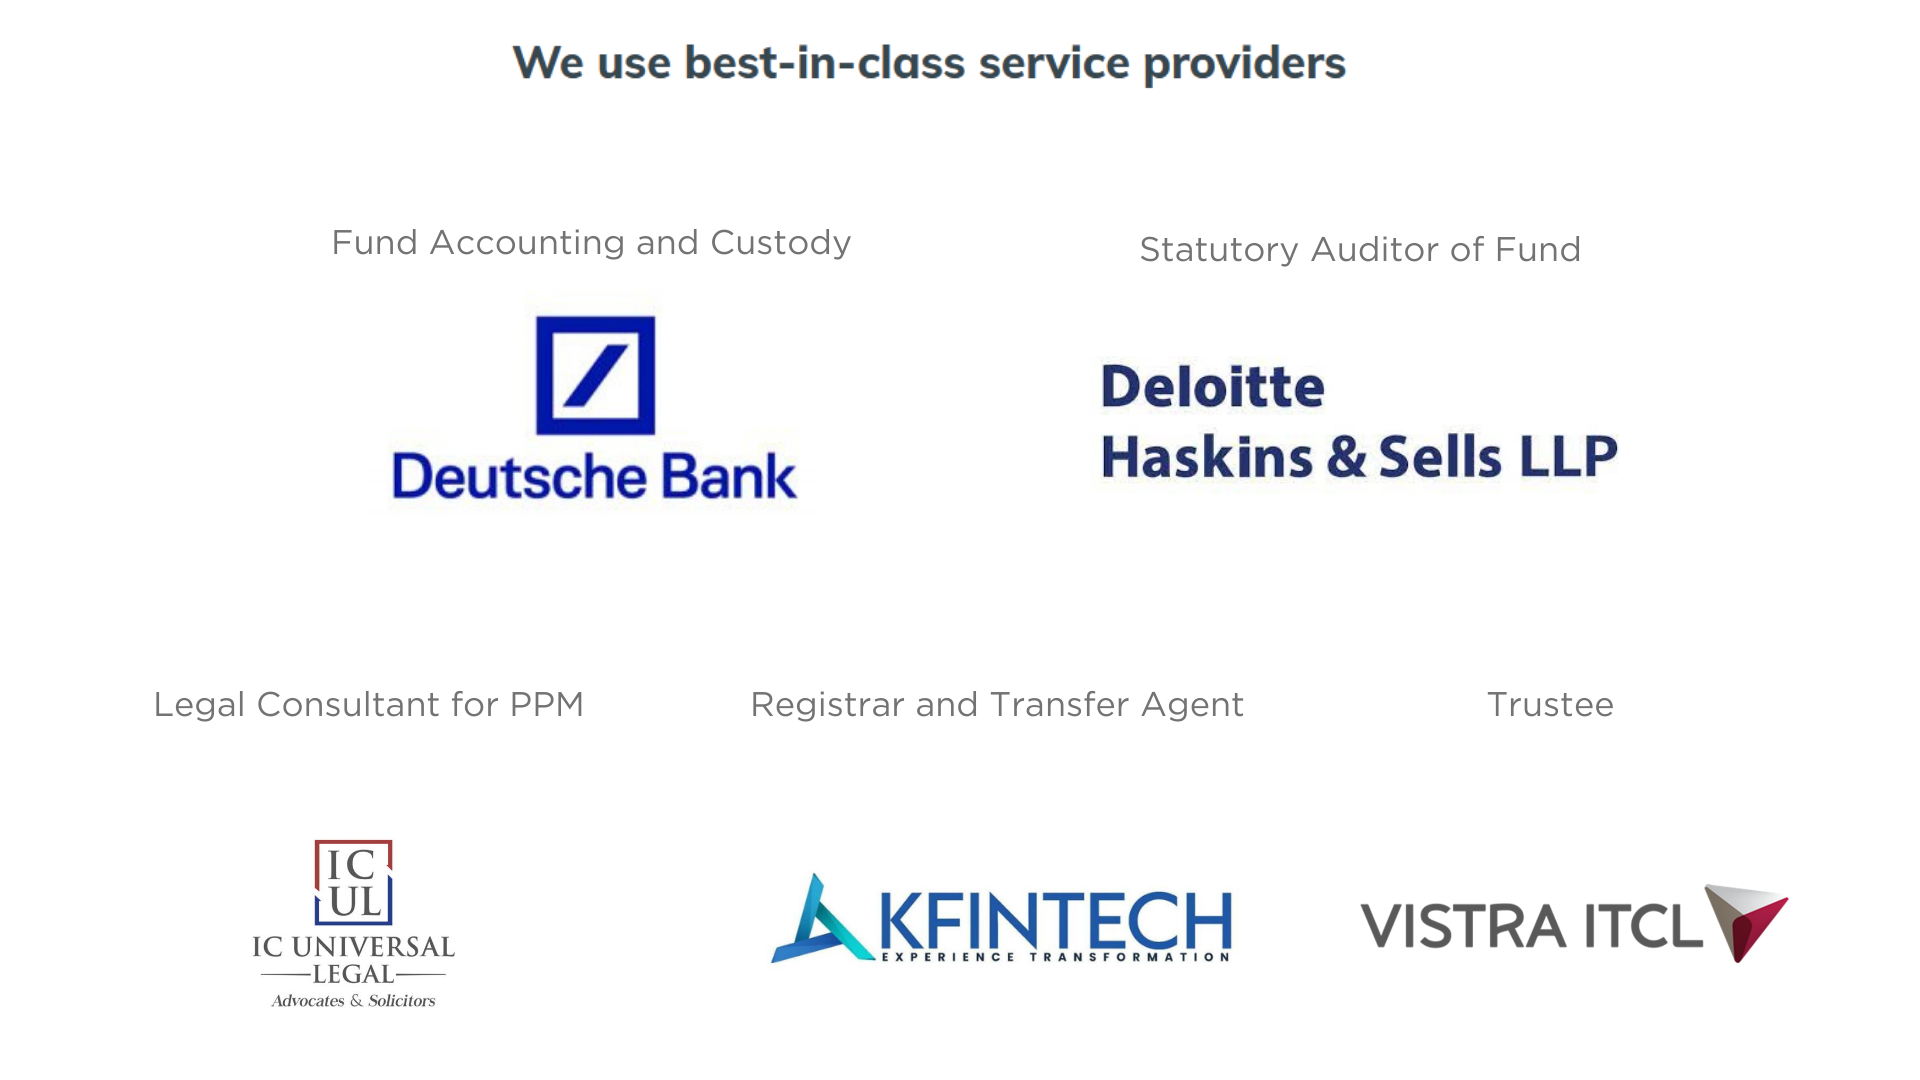 We use best-in-class service providers
Fund Accounting and Custody
Statutory Auditor of Fund
Deutsche Bank
Deloitte
Haskins & Sells LLP
Legal Consultant for PPM
Registrar and Transfer Agent
Trustee
IC
UL
IC UNIVERSAL
LEGAL
Advocates & Solicitors
KFINTECH
EXPERIENCE TRANSFORMATION
VISTRA ITCL